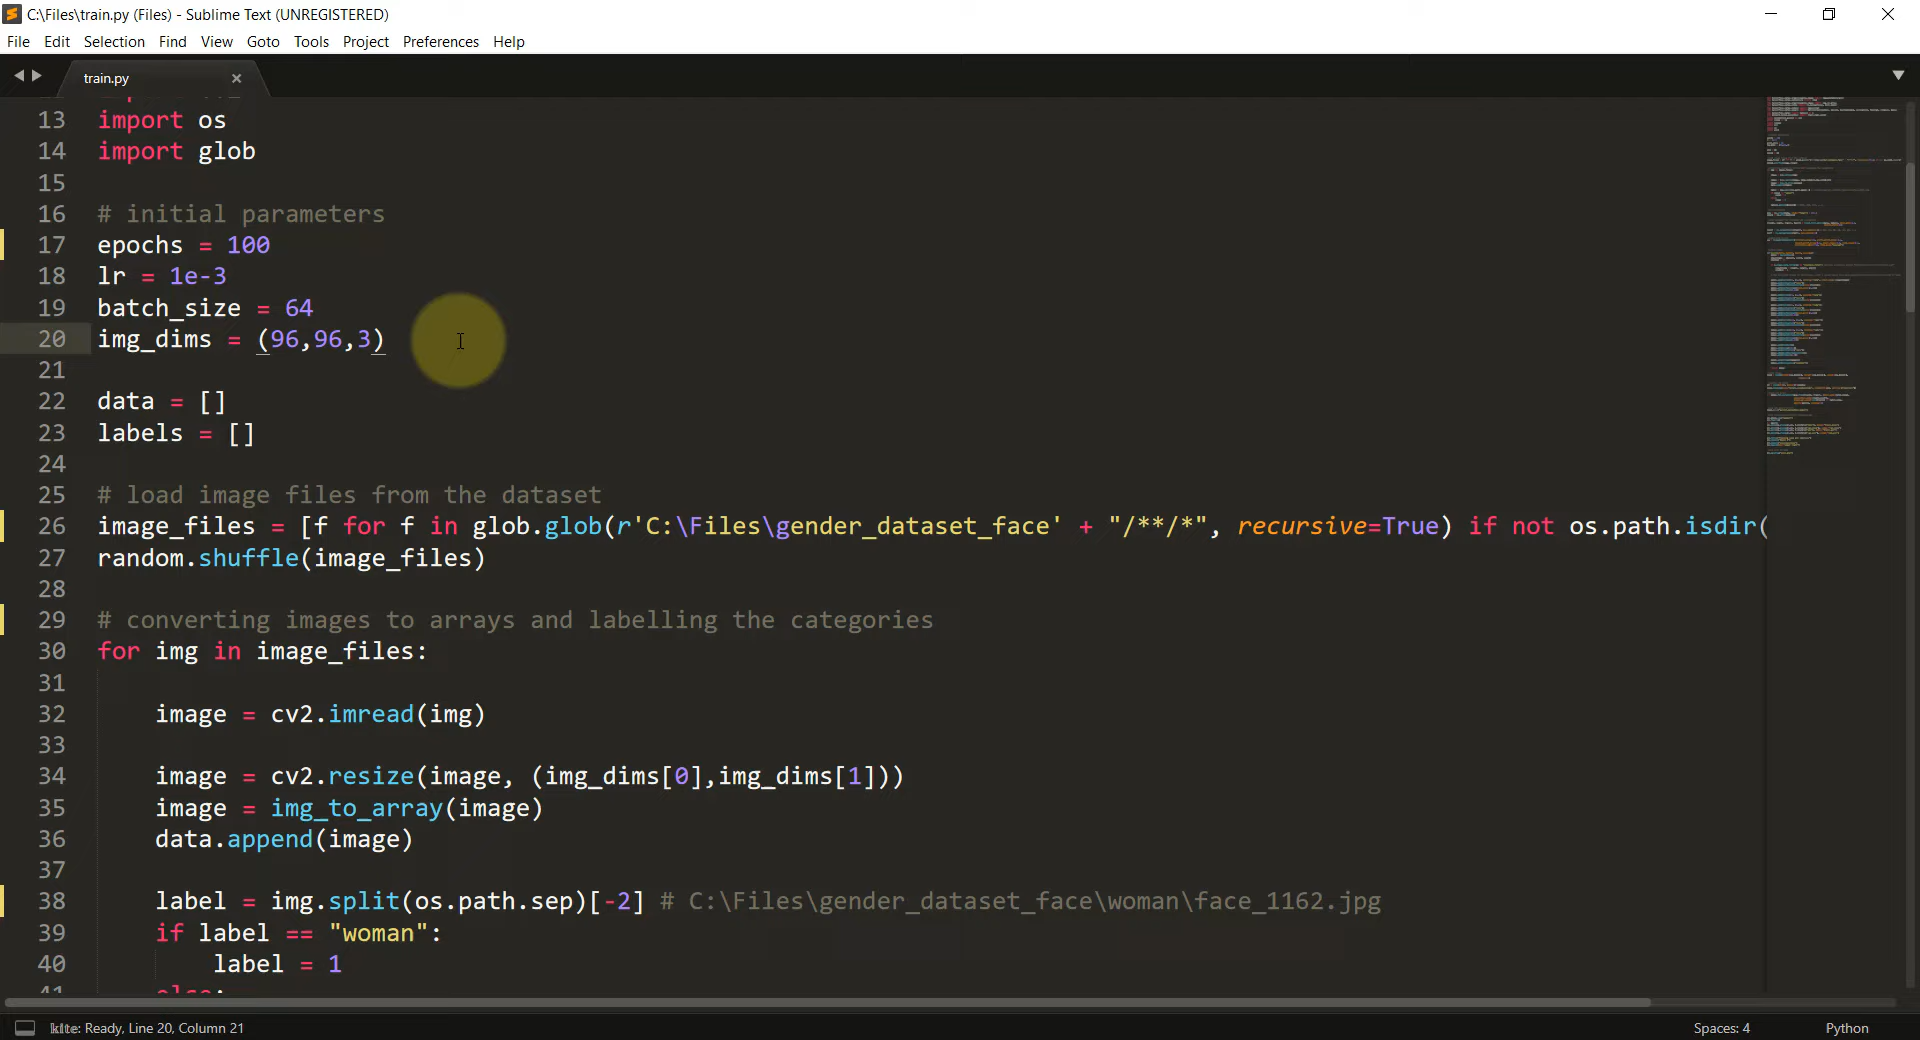 C:\Files\train.py (Files) - Sublime Text (UNREGISTERED)
File Edit Selection Find View Goto Tools Project Preferences Help
train.py
13 import os
14 import glob
15
16 # initial parameters
17 epochs = 100
18 lr = 1e-3
19 batch_size = 64
20 img_dims = (96,96,3)
21
22 data = []
23 labels = []
24
25 # load image files from the dataset
26 image_files = [f for f in glob.glob(r'C:\Files\gender_dataset_face' + "/**/*", recursive=True) if not os.path.isdir(
27 random.shuffle(image_files)
28
29 # converting images to arrays and labelling the categories
30 for img in image_files:
31
32 image = cv2.imread(img)
33
34 image = cv2.resize(image, (img_dims[0],img_dims[1]))
35 image = img_to_array(image)
36 data.append(image)
37
38 label = img.split(os.path.sep)[-2] # C:\Files\gender_dataset_face\woman\face_1162.jpg
39 if label == "woman":
40 label = 1
41 else:
kite: Ready, Line 20, Column 21
Spaces: 4
Python